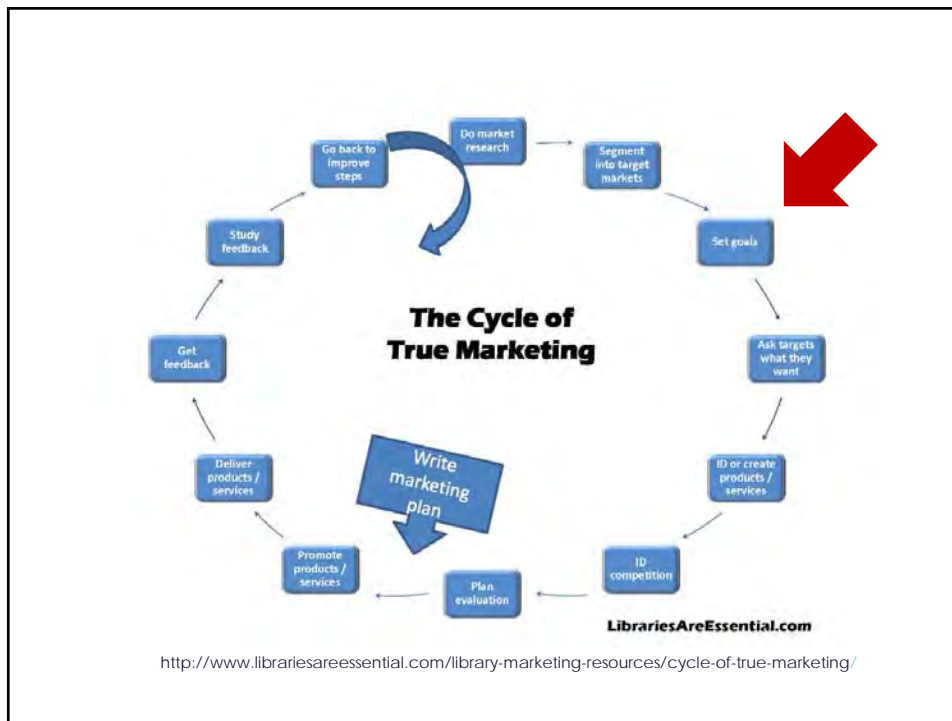 Do market
research
Segment
into target
markets
Set goals
Ask targets
what they
want
ID or create
products /
services
ID
competition
Plan
evaluation
Promote
products /
services
Deliver
products /
services
Get
feedback
Study
feedback
Go back to
improve
steps
The Cycle of
True Marketing
Write
marketing
plan
LibrariesAreEssential.com
http://www.librariesareessential.com/library-marketing-resources/cycle-of-true-marketing/